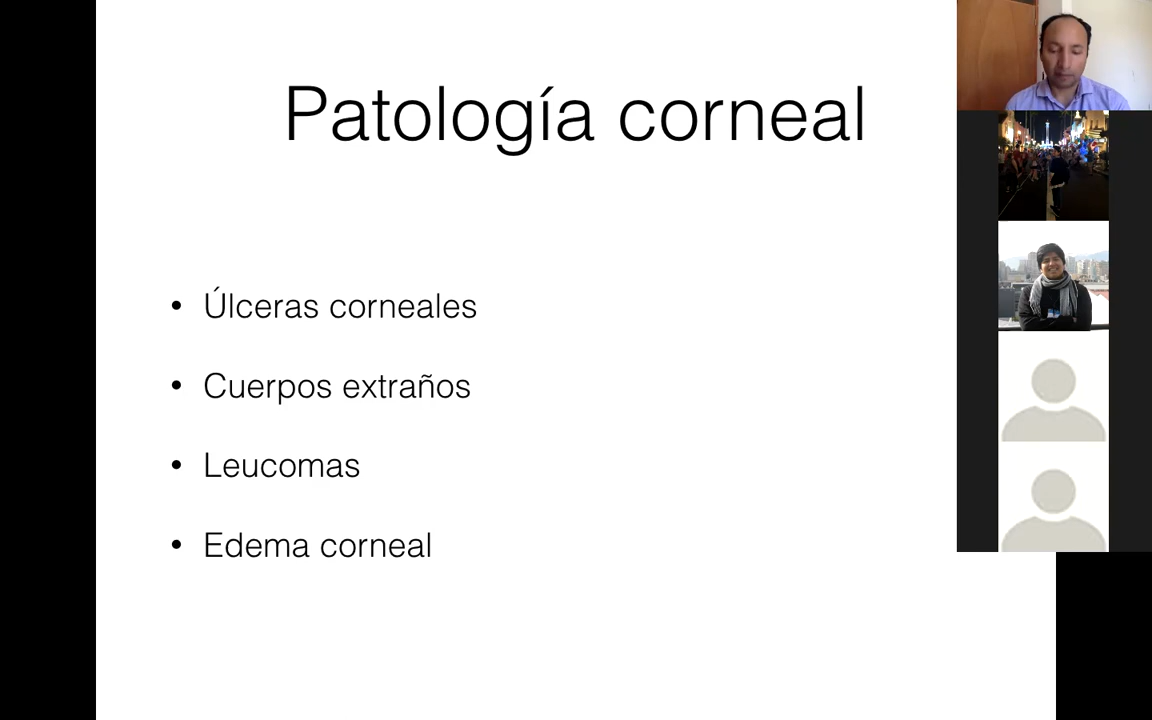 Patología corneal
• Úlceras corneales
• Cuerpos extraños
• Leucomas
• Edema corneal